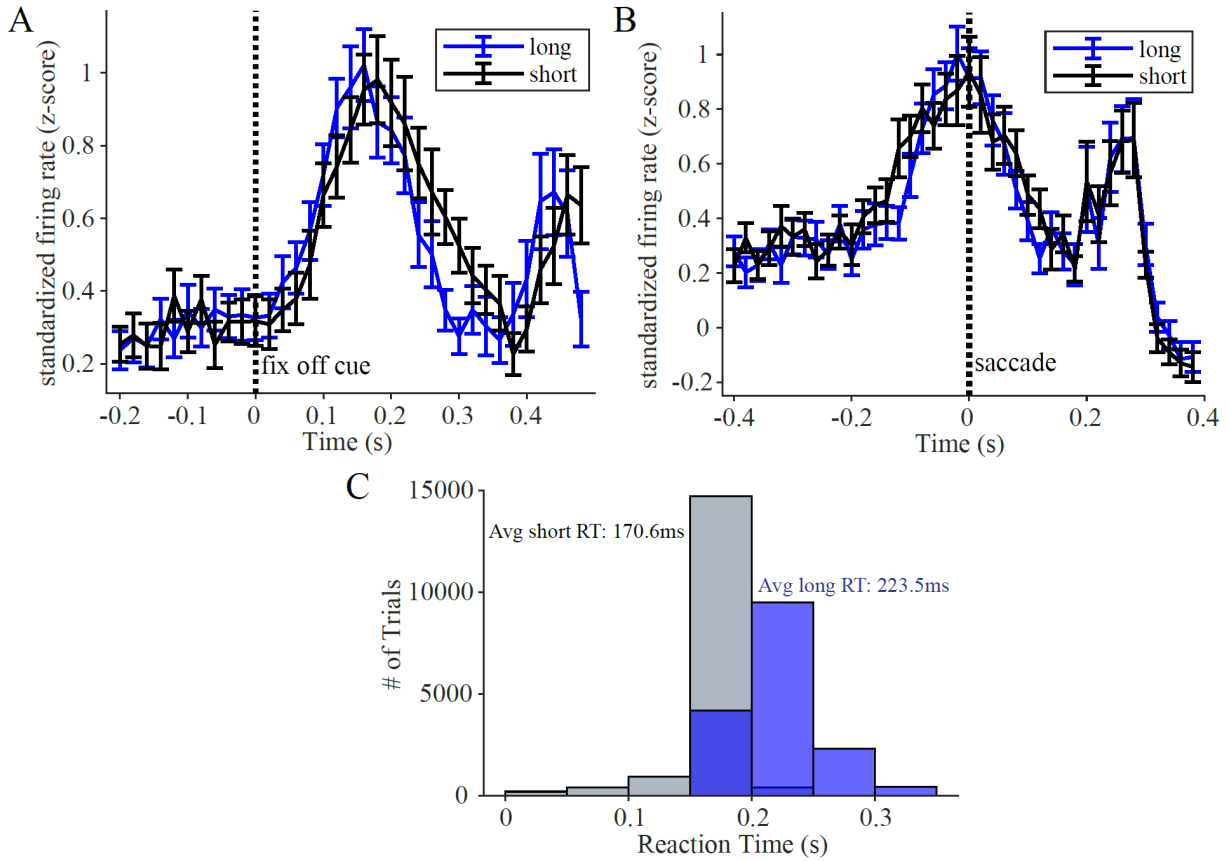 A
standardized firing rate (z-score)
1
0.8
0.6
0.4
0.2
long
short
fix off cue
-0.2 -0.1 0 0.1 0.2 0.3 0.4
Time (s)
B
standardized firing rate (z-score)
1
0.8
0.6
0.4
0.2
0
-0.2
long
short
saccade
-0.4 -0.2 0 0.2 0.4
Time (s)
C
# of Trials
15000
10000
5000
0
Avg short RT: 170.6ms
Avg long RT: 223.5ms
0 0.1 0.2 0.3
Reaction Time (s)